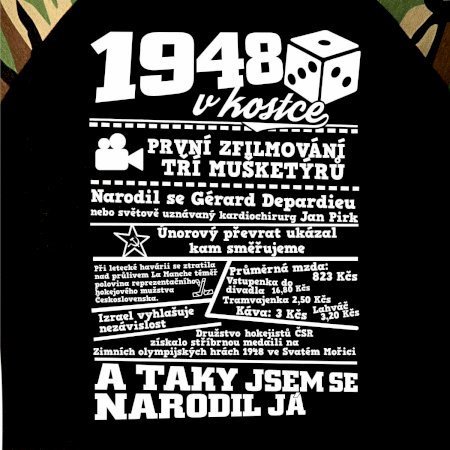 1948
v kostce
PRVNÍ ZFILMOVÁNÍ
TŘÍ MUŠKETÝRŮ
Narodil se Gérard Depardieu
nebo světově uznávaný kardiochirurg Jan Pirk
Únorový převrat ukázal
kam směřujeme
Při letecké havárii se ztratila
nad průlivem La Manche téměř
polovina reprezentačního
hokejového mužstva
Československa.
Průměrná mzda:
823 Kčs
Vstupenka do
divadla 16,80 Kčs
Tramvajenka 2,50 Kčs
Káva: 3 Kčs
Lahváč
3,20 Kčs
Izrael vyhlašuje
nezávislost
Družstvo hokejistů ČSR
získalo stříbrnou medaili na
Zimních olympijských hrách 1948 ve Svatém Mořici
A TAKY JSEM SE
NARODIL JÁ